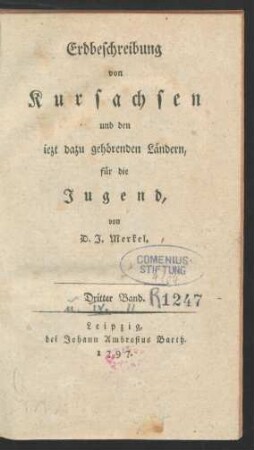 Erdbeschreibung
von
Kursachsen
und den
iezt dazu gehörenden Ländern,
für die
Jugend,
von
D. J. Merkel.
COMENIUS-
STIFTUNG
Dritter Band. R1247
Leipzig,
bei Johann Ambrosius Barth.
1797.